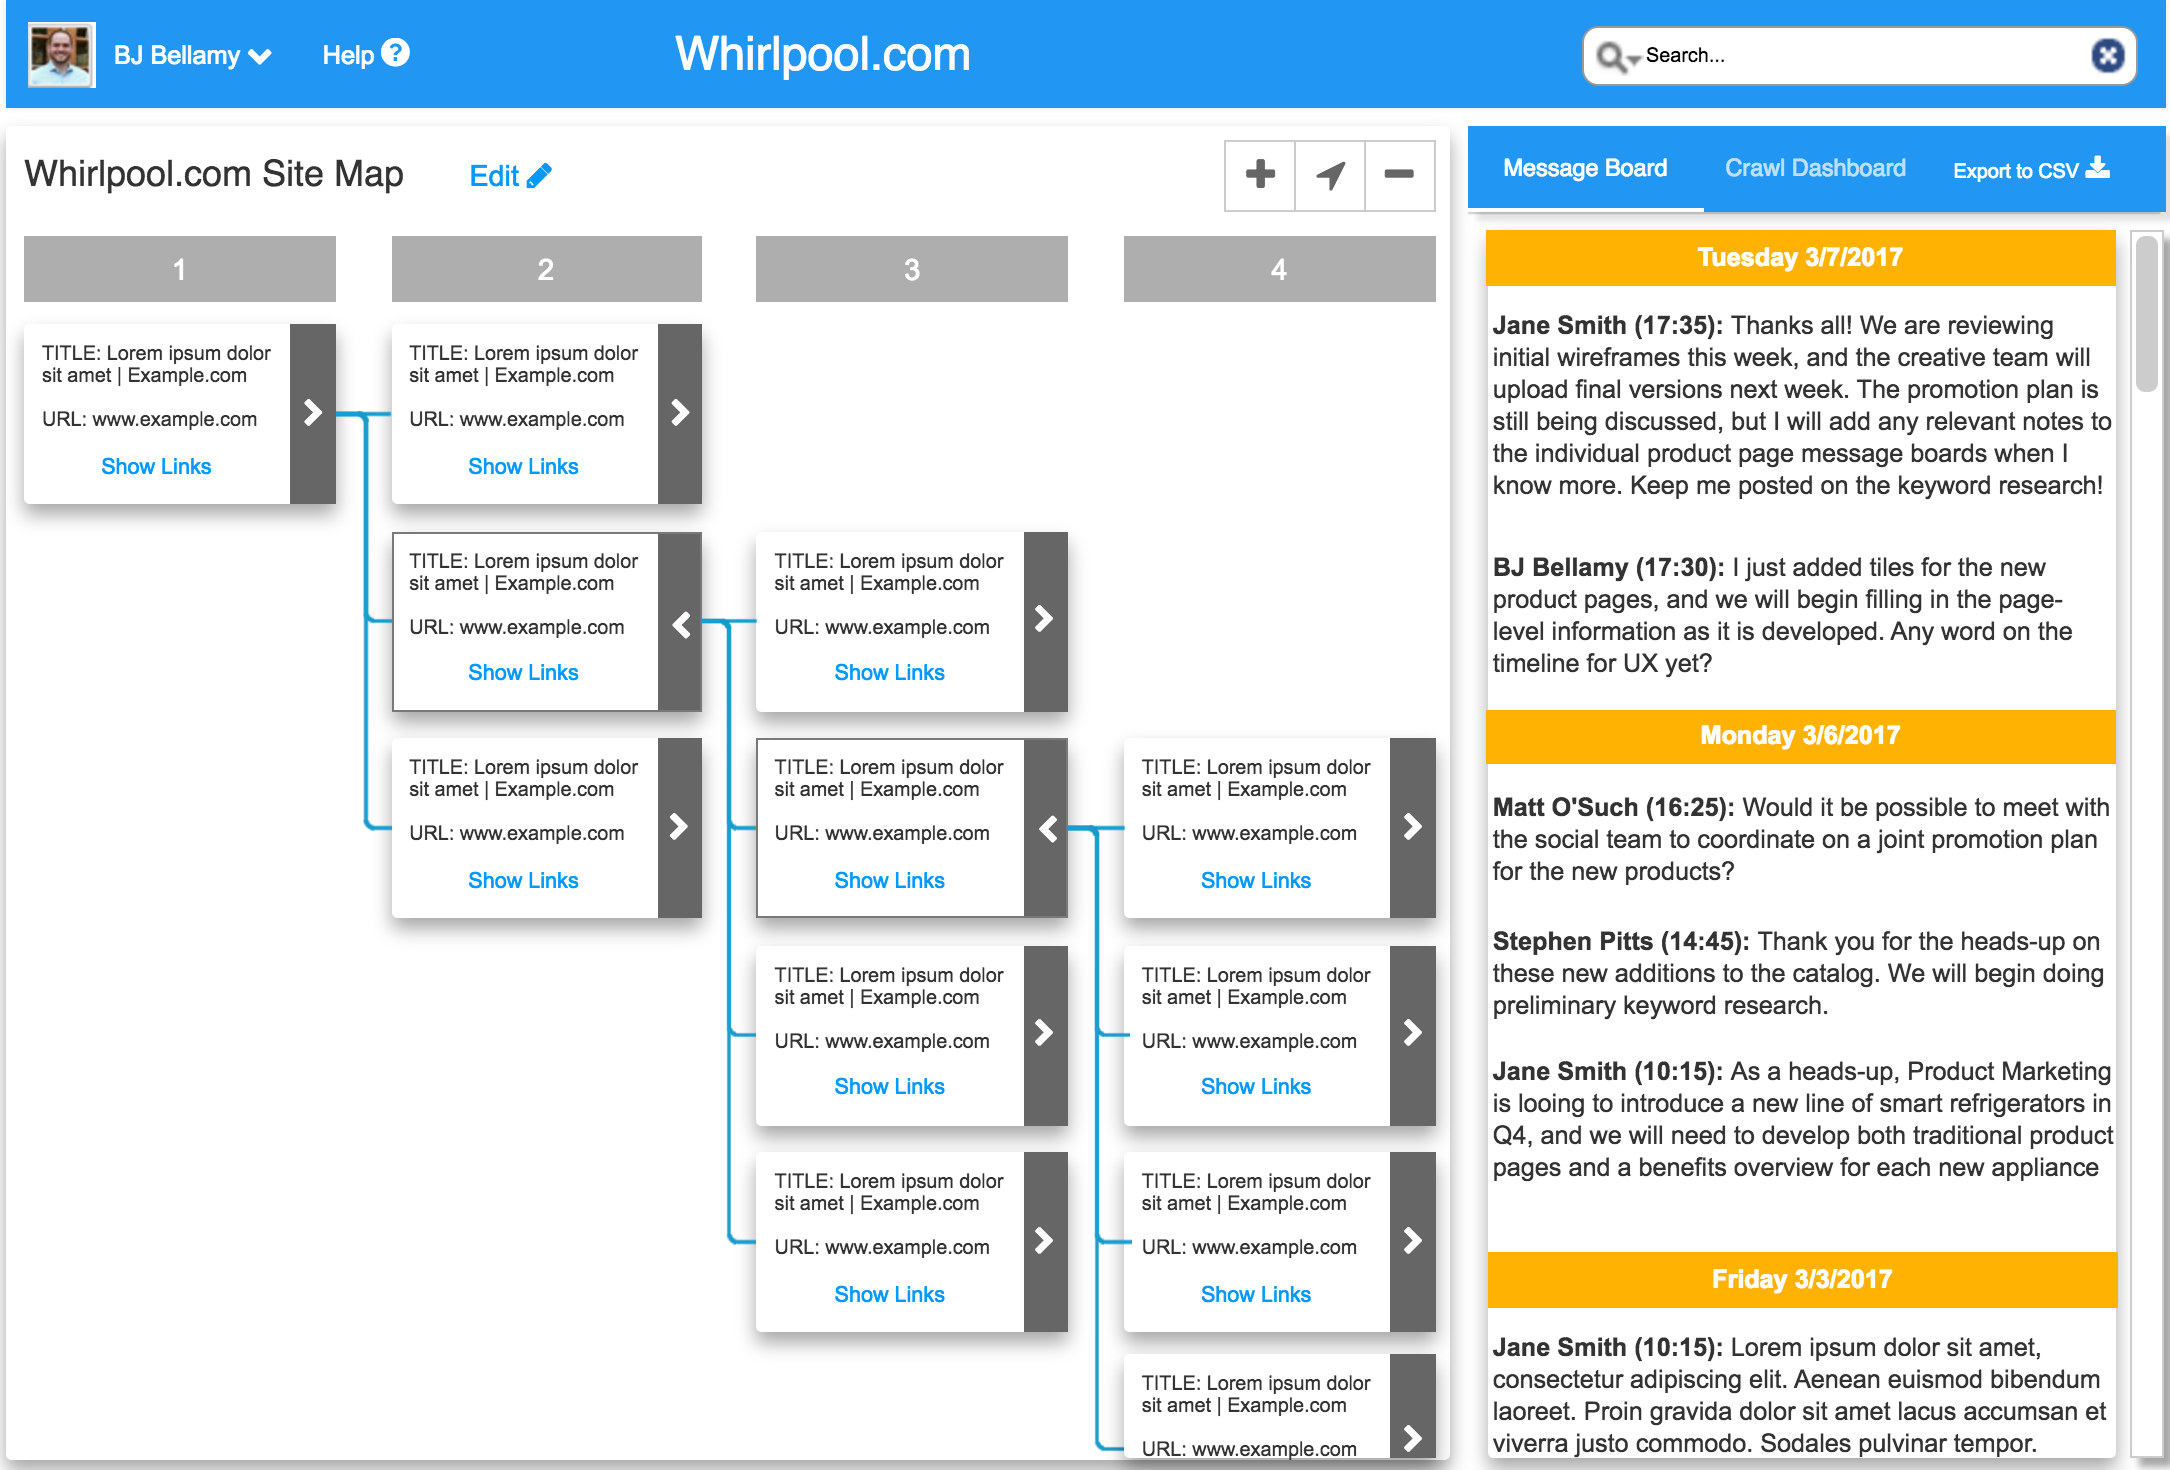 BJ Bellamy
Help ?
Whirlpool.com
Search...
Whirlpool.com Site Map
Edit
1
2
3
4
TITLE: Lorem ipsum dolor
sit amet | Example.com
URL: www.example.com
Show Links
TITLE: Lorem ipsum dolor
sit amet | Example.com
URL: www.example.com
Show Links
TITLE: Lorem ipsum dolor
sit amet | Example.com
URL: www.example.com
Show Links
TITLE: Lorem ipsum dolor
sit amet | Example.com
URL: www.example.com
Show Links
TITLE: Lorem ipsum dolor
sit amet | Example.com
URL: www.example.com
Show Links
TITLE: Lorem ipsum dolor
sit amet | Example.com
URL: www.example.com
Show Links
TITLE: Lorem ipsum dolor
sit amet | Example.com
URL: www.example.com
Show Links
TITLE: Lorem ipsum dolor
sit amet | Example.com
URL: www.example.com
Show Links
TITLE: Lorem ipsum dolor
sit amet | Example.com
URL: www.example.com
Show Links
TITLE: Lorem ipsum dolor
sit amet | Example.com
URL: www.example.com
Show Links
TITLE: Lorem ipsum dolor
sit amet | Example.com
URL: www.example.com
Show Links
TITLE: Lorem ipsum dolor
sit amet | Example.com
URL: www.example.com
Message Board
Crawl Dashboard
Export to CSV
Tuesday 3/7/2017
Jane Smith (17:35): Thanks all! We are reviewing
initial wireframes this week, and the creative team will
upload final versions next week. The promotion plan is
still being discussed, but I will add any relevant notes to
the individual product page message boards when I
know more. Keep me posted on the keyword research!
BJ Bellamy (17:30): I just added tiles for the new
product pages, and we will begin filling in the page-
level information as it is developed. Any word on the
timeline for UX yet?
Monday 3/6/2017
Matt O'Such (16:25): Would it be possible to meet with
the social team to coordinate on a joint promotion plan
for the new products?
Stephen Pitts (14:45): Thank you for the heads-up on
these new additions to the catalog. We will begin doing
preliminary keyword research.
Jane Smith (10:15): As a heads-up, Product Marketing
is looing to introduce a new line of smart refrigerators in
Q4, and we will need to develop both traditional product
pages and a benefits overview for each new appliance
Friday 3/3/2017
Jane Smith (10:15): Lorem ipsum dolor sit amet,
consectetur adipiscing elit. Aenean euismod bibendum
laoreet. Proin gravida dolor sit amet lacus accumsan et
viverra justo commodo. Sodales pulvinar tempor.